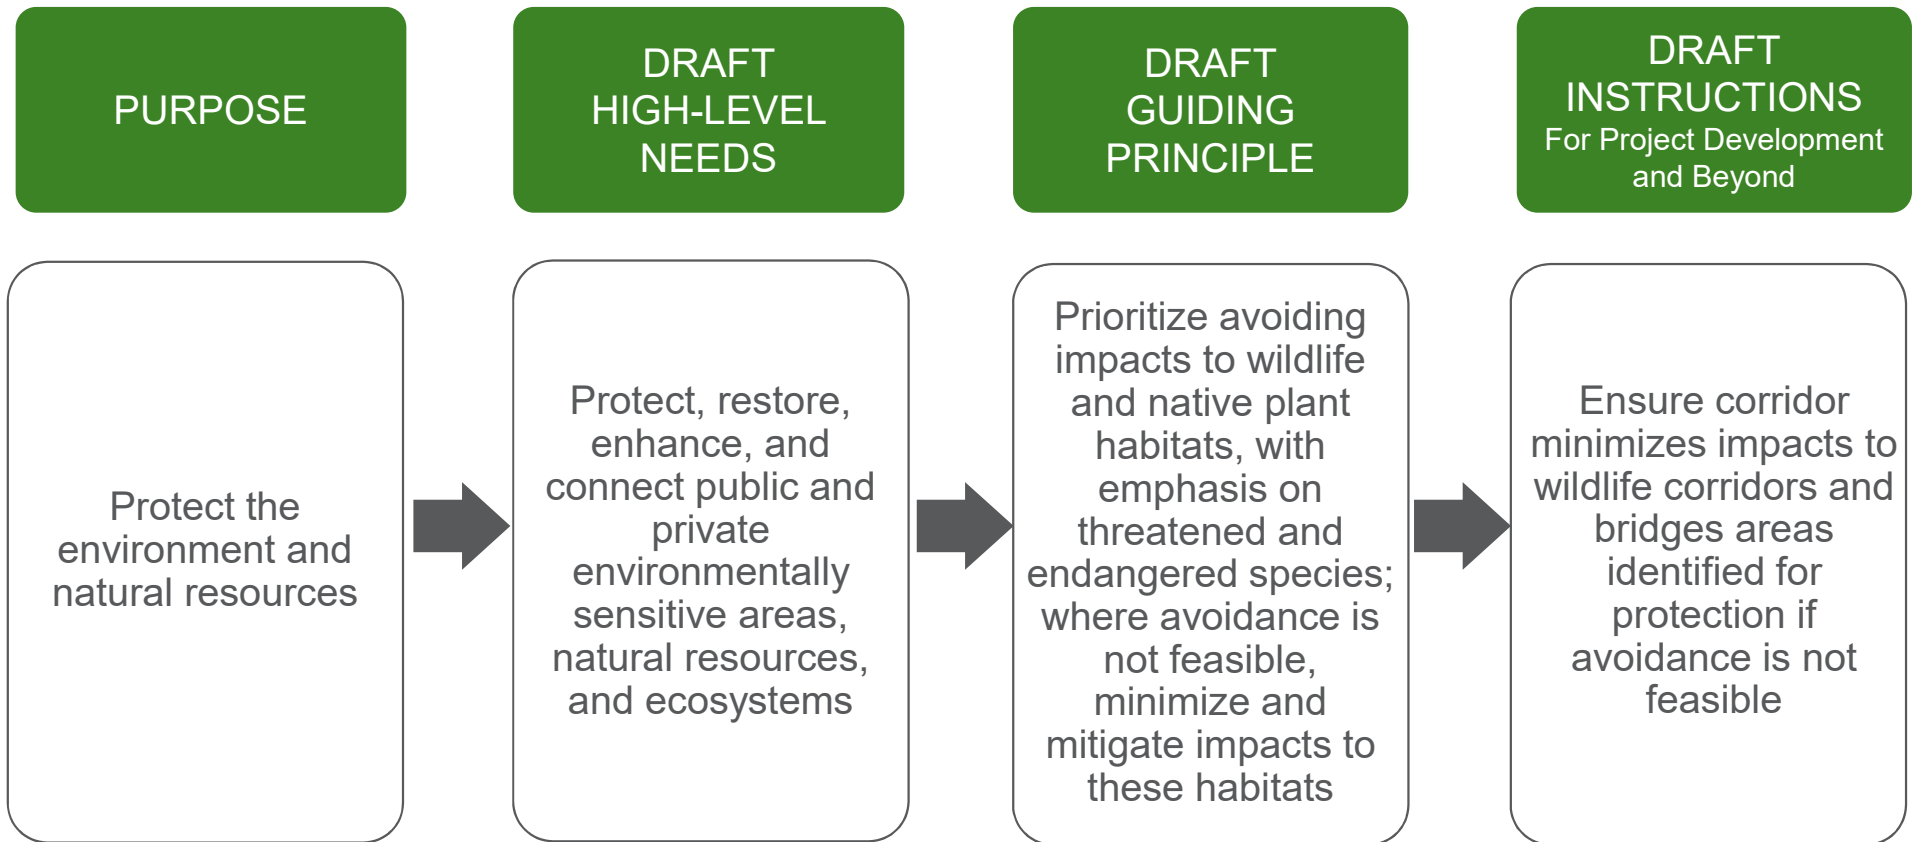 PURPOSE
DRAFT
HIGH-LEVEL
NEEDS
DRAFT
GUIDING
PRINCIPLE
DRAFT
INSTRUCTIONS
For Project Development
and Beyond
Protect the
environment and
natural resources
Protect, restore,
enhance, and
connect public and
private
environmentally
sensitive areas,
natural resources,
and ecosystems
Prioritize avoiding
impacts to wildlife
and native plant
habitats, with
emphasis on
threatened and
endangered species;
where avoidance is
not feasible,
minimize and
mitigate impacts to
these habitats
Ensure corridor
minimizes impacts to
wildlife corridors and
bridges areas
identified for
protection if
avoidance is not
feasible